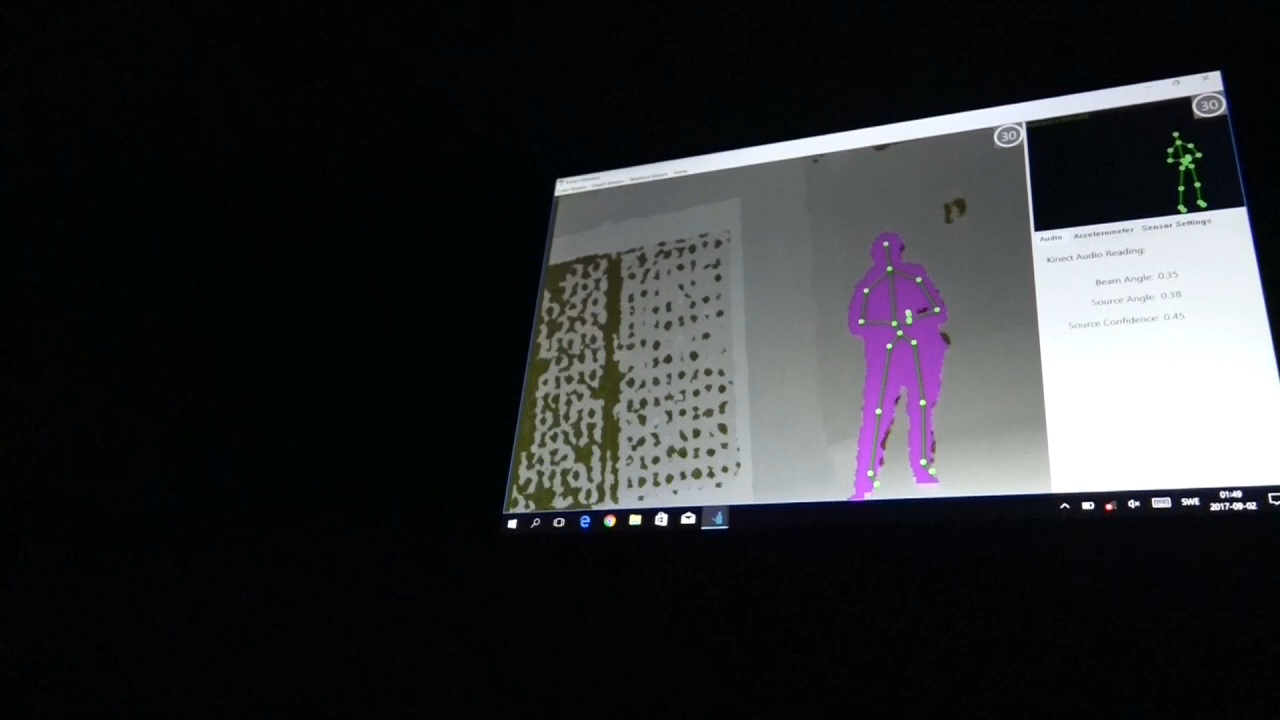 30
30
Audio Accelerometer Sensor Settings
Kinect Audio Reading:
Beam Angle: 0.35
Source Angle: 0.38
Source Confidence: 0.45
SWE
01:49
2017-09-02